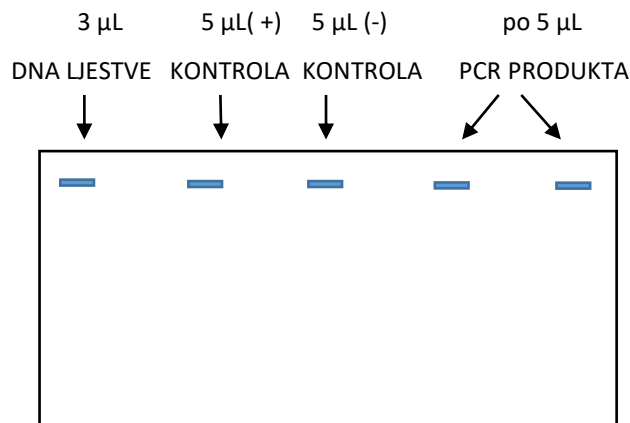 3 µL 5 µL( +) 5 µL (-) po 5 µL
DNA LJESTVE KONTROLA KONTROLA PCR PRODUKTA